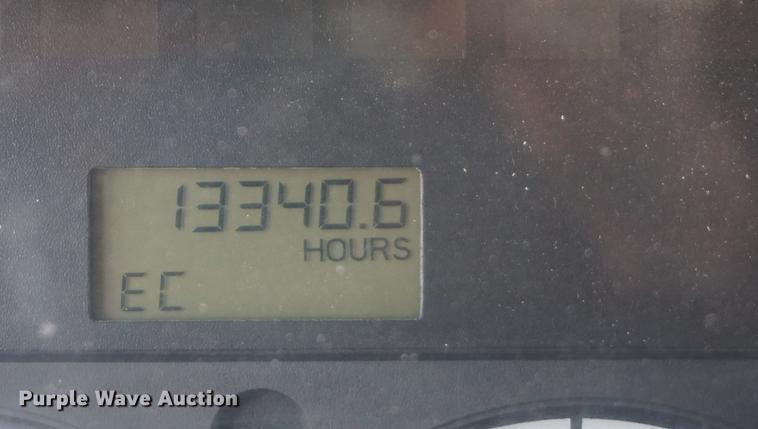 13340.6
HOURS
EC
Purple Wave Auction